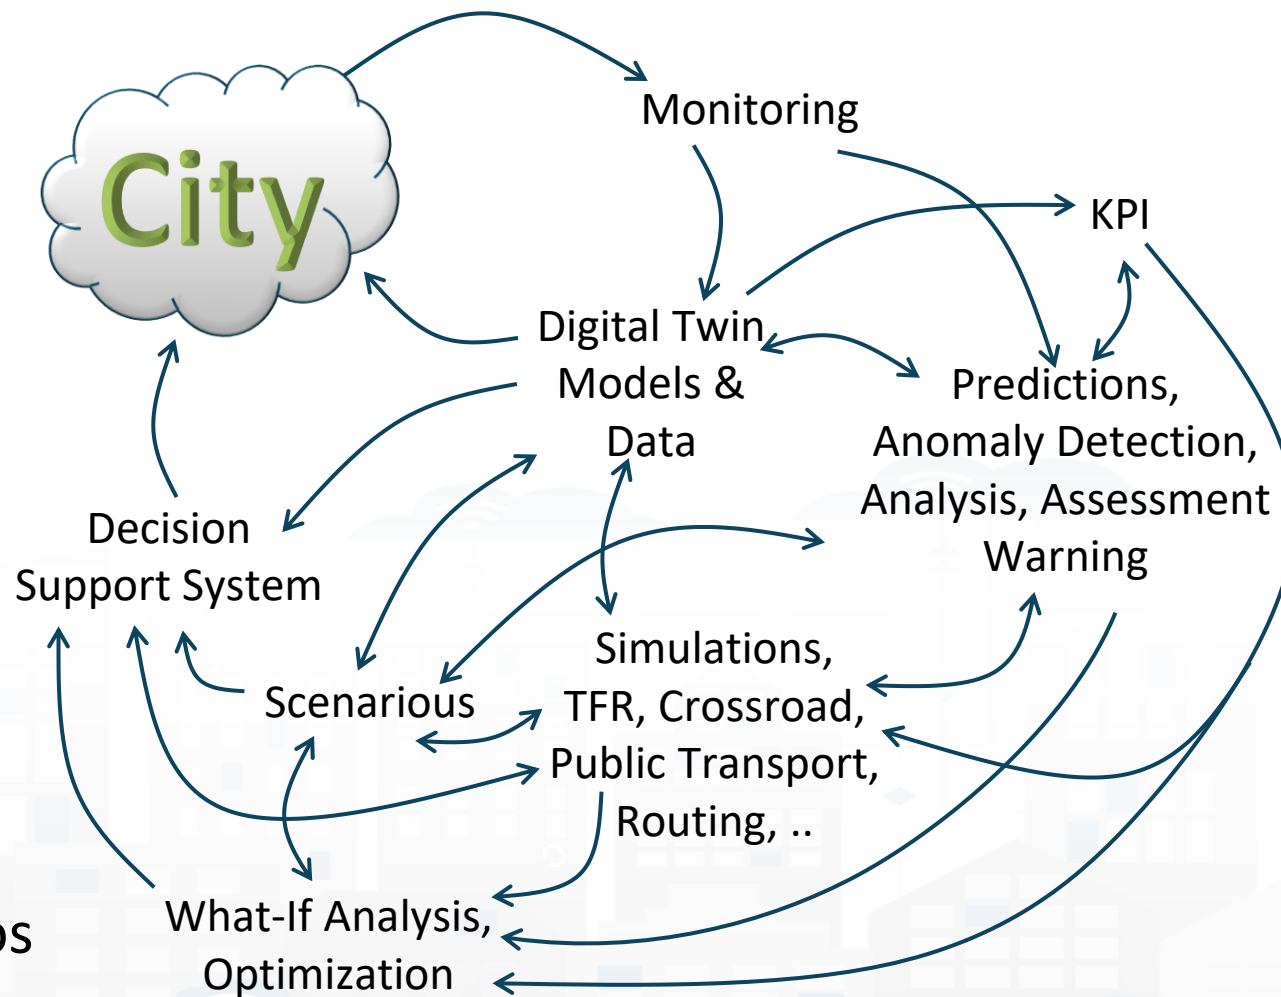 Monitoring
City
KPI
Digital Twin
Models &
Data
Predictions,
Anomaly Detection,
Analysis, Assessment
Warning
Decision
Support System
Simulations,
TFR, Crossroad,
Public Transport,
Routing, ..
Scenarious
What-If Analysis,
Optimization